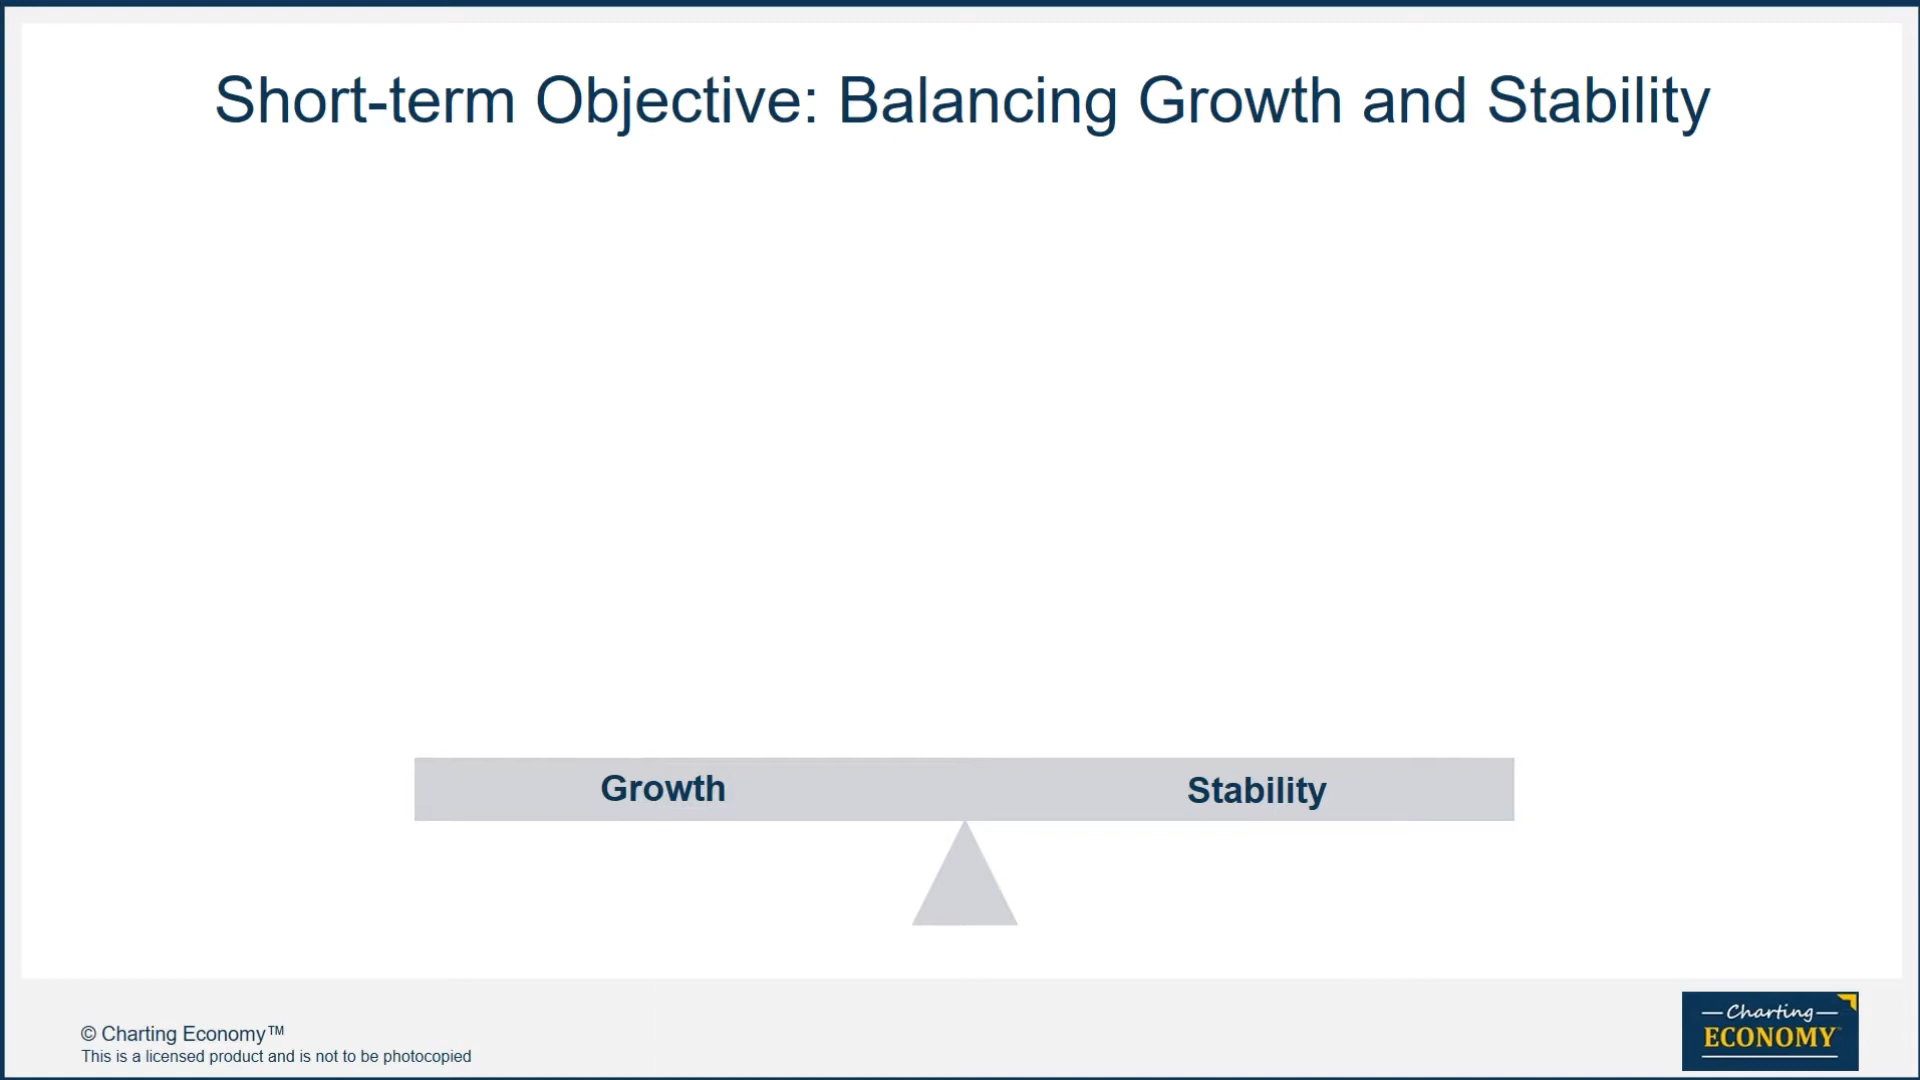 Short-term Objective: Balancing Growth and Stability
Growth
Stability
© Charting Economy™
This is a licensed product and is not to be photocopied
Charting
ECONOMY